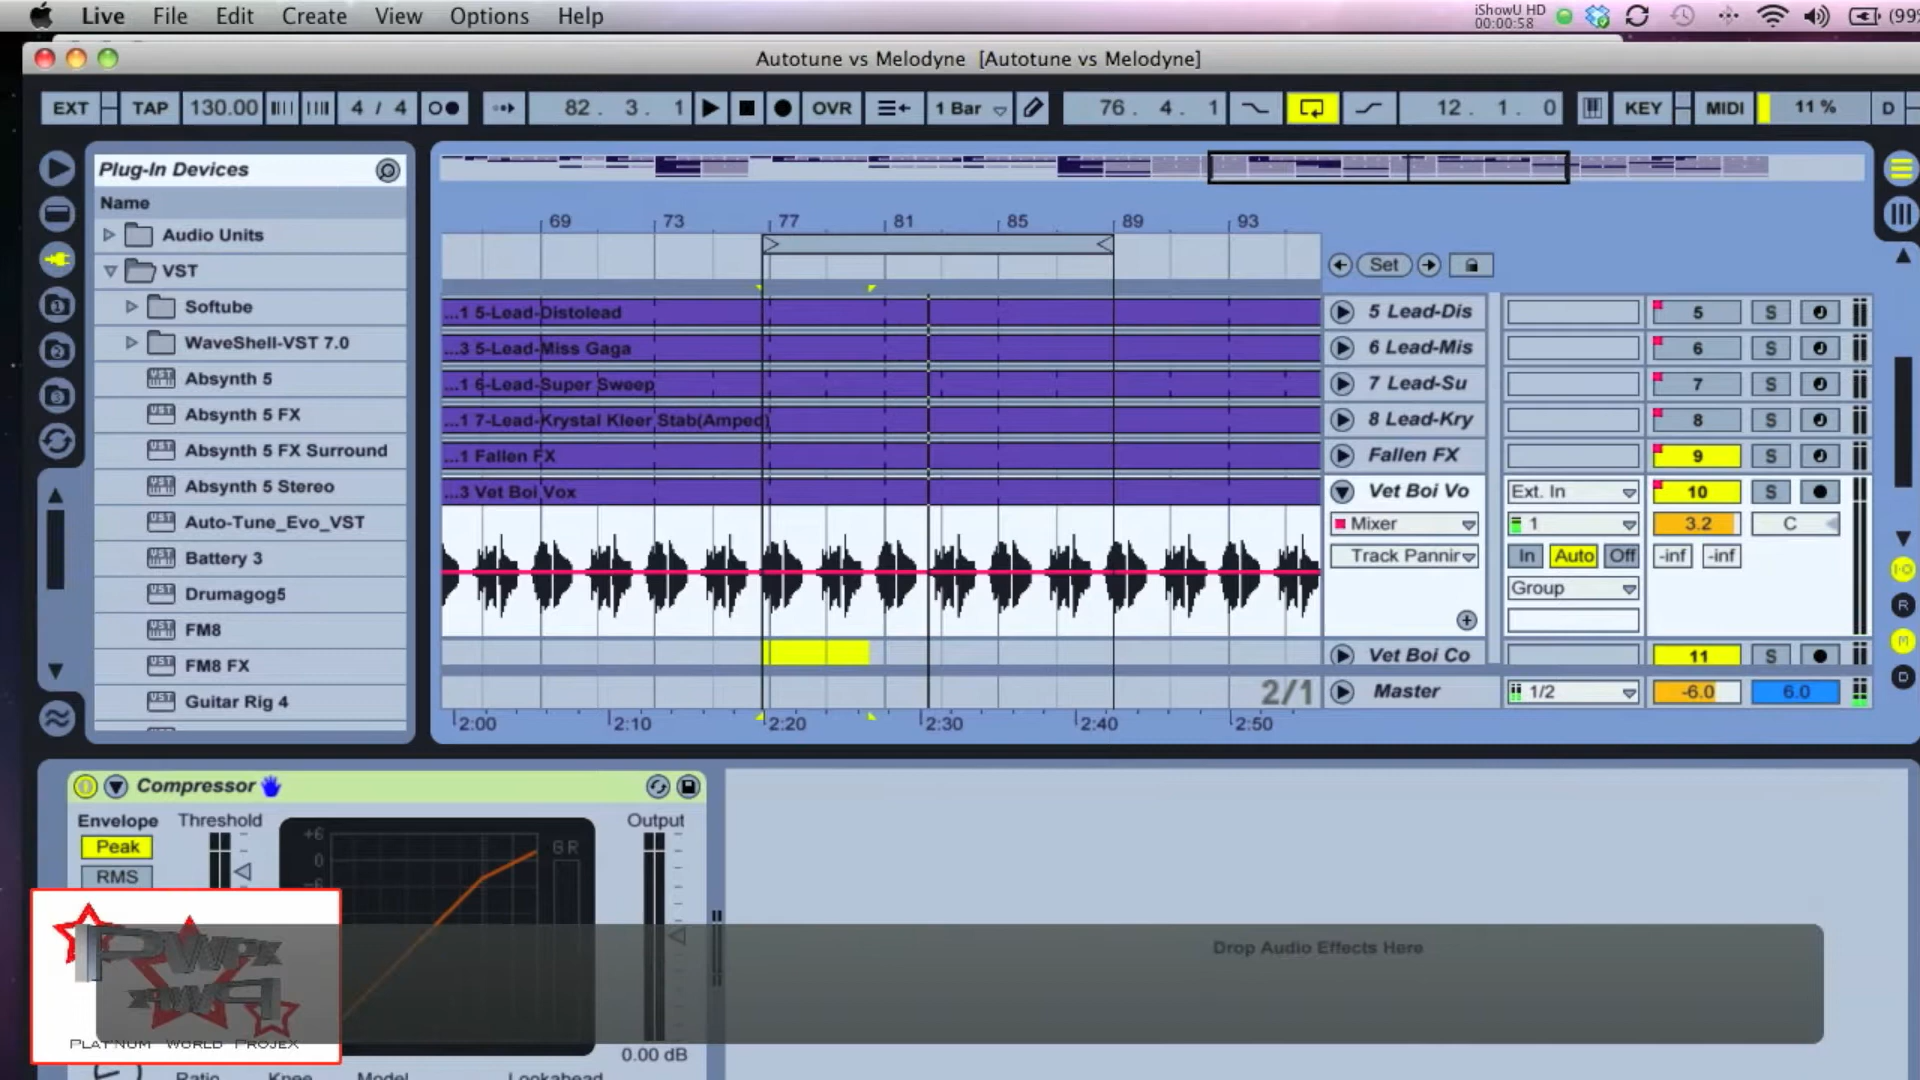 Live File Edit Create View Options Help
iShowU HD
00:00:58
(99%
Autotune vs Melodyne [Autotune vs Melodyne]
EXT TAP 130.00 4 / 4 82 . 3 . 1 OVR 1 Bar 76 . 4 . 1 12 . 1 . 0 KEY MIDI 11 % D
Plug-In Devices
Name
Audio Units
VST
Softube
WaveShell-VST 7.0
Absynth 5
Absynth 5 FX
Absynth 5 FX Surround
Absynth 5 Stereo
Auto-Tune_Evo_VST
Battery 3
Drumagog5
FM8
FM8 FX
Guitar Rig 4
69 73 77 81 85 89 93
Set
...1 5-Lead-Distolead
5 Lead-Dis 5 S
...3 5-Lead-Miss Gaga
6 Lead-Mis 6 S
...1 6-Lead-Super Sweep
7 Lead-Su 7 S
...1 7-Lead-Krystal Kleer Stab(Amped)
8 Lead-Kry 8 S
...1 Fallen FX
Fallen FX 9 S
...3 Vet Boi Vox
Vet Boi Vo Ext. In 10 S
Mixer 1 3.2 C
Track Pannir In Auto Off -inf -inf
Group
Vet Boi Co 11 S
2/1 Master 1/2 -6.0 6.0
2:00 2:10 2:20 2:30 2:40 2:50
I·O
R
M
D
Compressor
Envelope Threshold Output
Peak
RMS
+6
0
-6
GR
0.00 dB
Ratio Knee Model Lookahead
Drop Audio Effects Here
PWPX
PLATINUM WORLD PROJEX